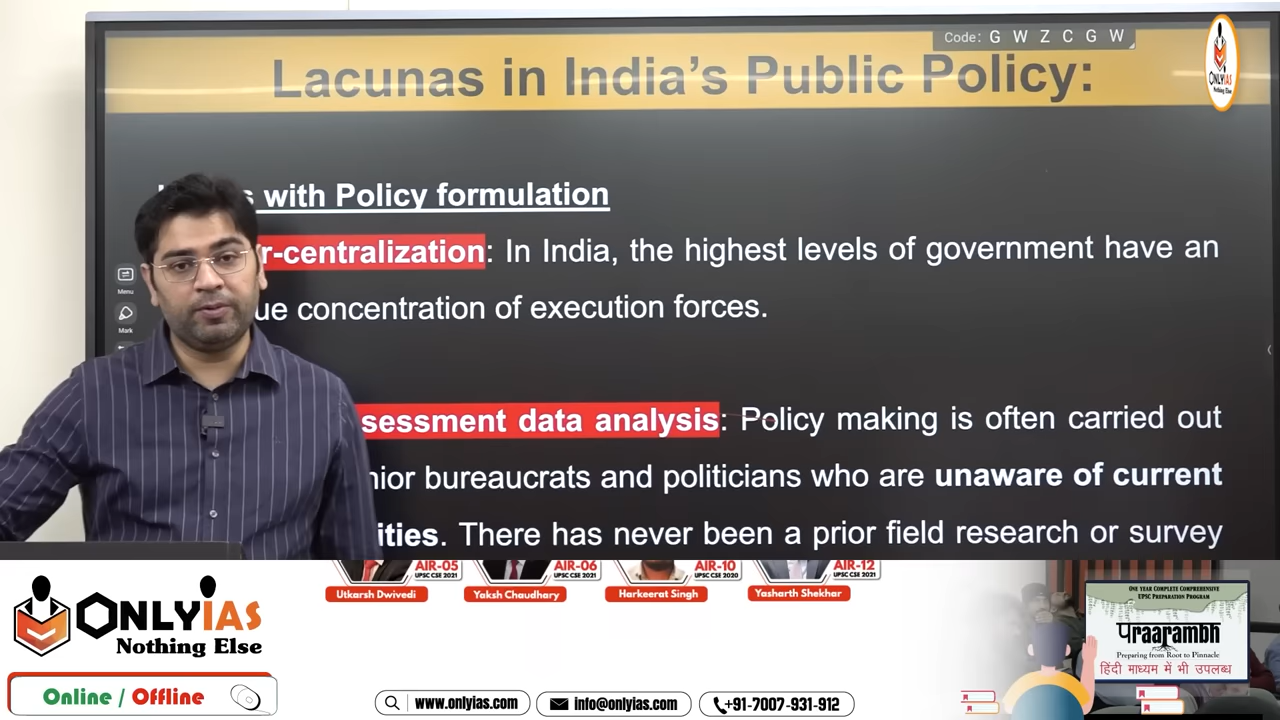 Code: G W Z C G W
Lacunas in India's Public Policy:
ONLYIAS
Nothing Else
with Policy formulation
r-centralization: In India, the highest levels of government have an
ue concentration of execution forces.
Menu
Mark
sessment data analysis: Policy making is often carried out
nior bureaucrats and politicians who are unaware of current
ities. There has never been a prior field research or survey
AIR-05
UPSC CSE 2021
Utkarsh Dwivedi
AIR-06
UPSC CSE 2021
Yaksh Chaudhary
AIR-10
UPSC CSE 2020
Harkeerat Singh
AIR-12
UPSC CSE 2021
Yasharth Shekhar
ONLYIAS
Nothing Else
Online / Offline
www.onlyias.com
info@onlyias.com
+91-7007-931-912
ONE YEAR COMPLETE COMPREHENSIVE
UPSC PREPARATION PROGRAM
पraarambh
Preparing from Root to Pinnacle
हिंदी माध्यम में भी उपलब्ध